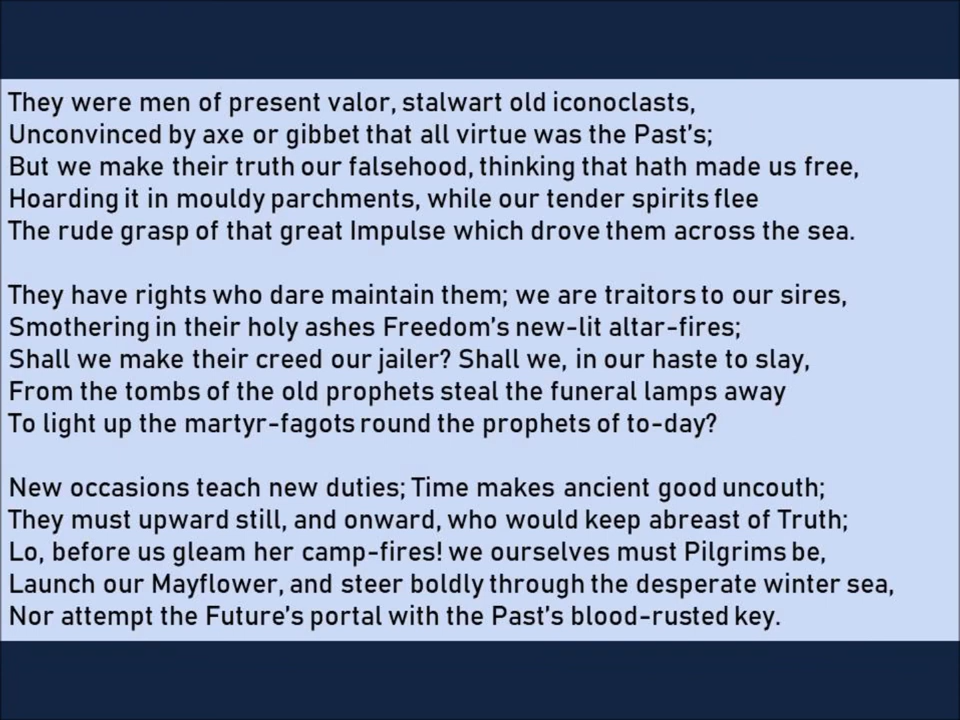 They were men of present valor, stalwart old iconoclasts,
Unconvinced by axe or gibbet that all virtue was the Past's;
But we make their truth our falsehood, thinking that hath made us free,
Hoarding it in mouldy parchments, while our tender spirits flee
The rude grasp of that great Impulse which drove them across the sea.

They have rights who dare maintain them; we are traitors to our sires,
Smothering in their holy ashes Freedom's new-lit altar-fires;
Shall we make their creed our jailer? Shall we, in our haste to slay,
From the tombs of the old prophets steal the funeral lamps away
To light up the martyr-fagots round the prophets of to-day?

New occasions teach new duties; Time makes ancient good uncouth;
They must upward still, and onward, who would keep abreast of Truth;
Lo, before us gleam her camp-fires! we ourselves must Pilgrims be,
Launch our Mayflower, and steer boldly through the desperate winter sea,
Nor attempt the Future's portal with the Past's blood-rusted key.